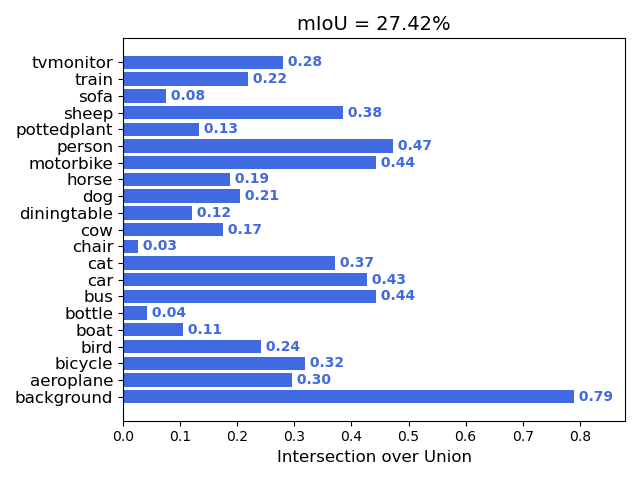 mIoU = 27.42%
tvmonitor 0.28
train 0.22
sofa 0.08
sheep 0.38
pottedplant 0.13
person 0.47
motorbike 0.44
horse 0.19
dog 0.21
diningtable 0.12
cow 0.17
chair 0.03
cat 0.37
car 0.43
bus 0.44
bottle 0.04
boat 0.11
bird 0.24
bicycle 0.32
aeroplane 0.30
background 0.79
0.0 0.1 0.2 0.3 0.4 0.5 0.6 0.7 0.8
Intersection over Union